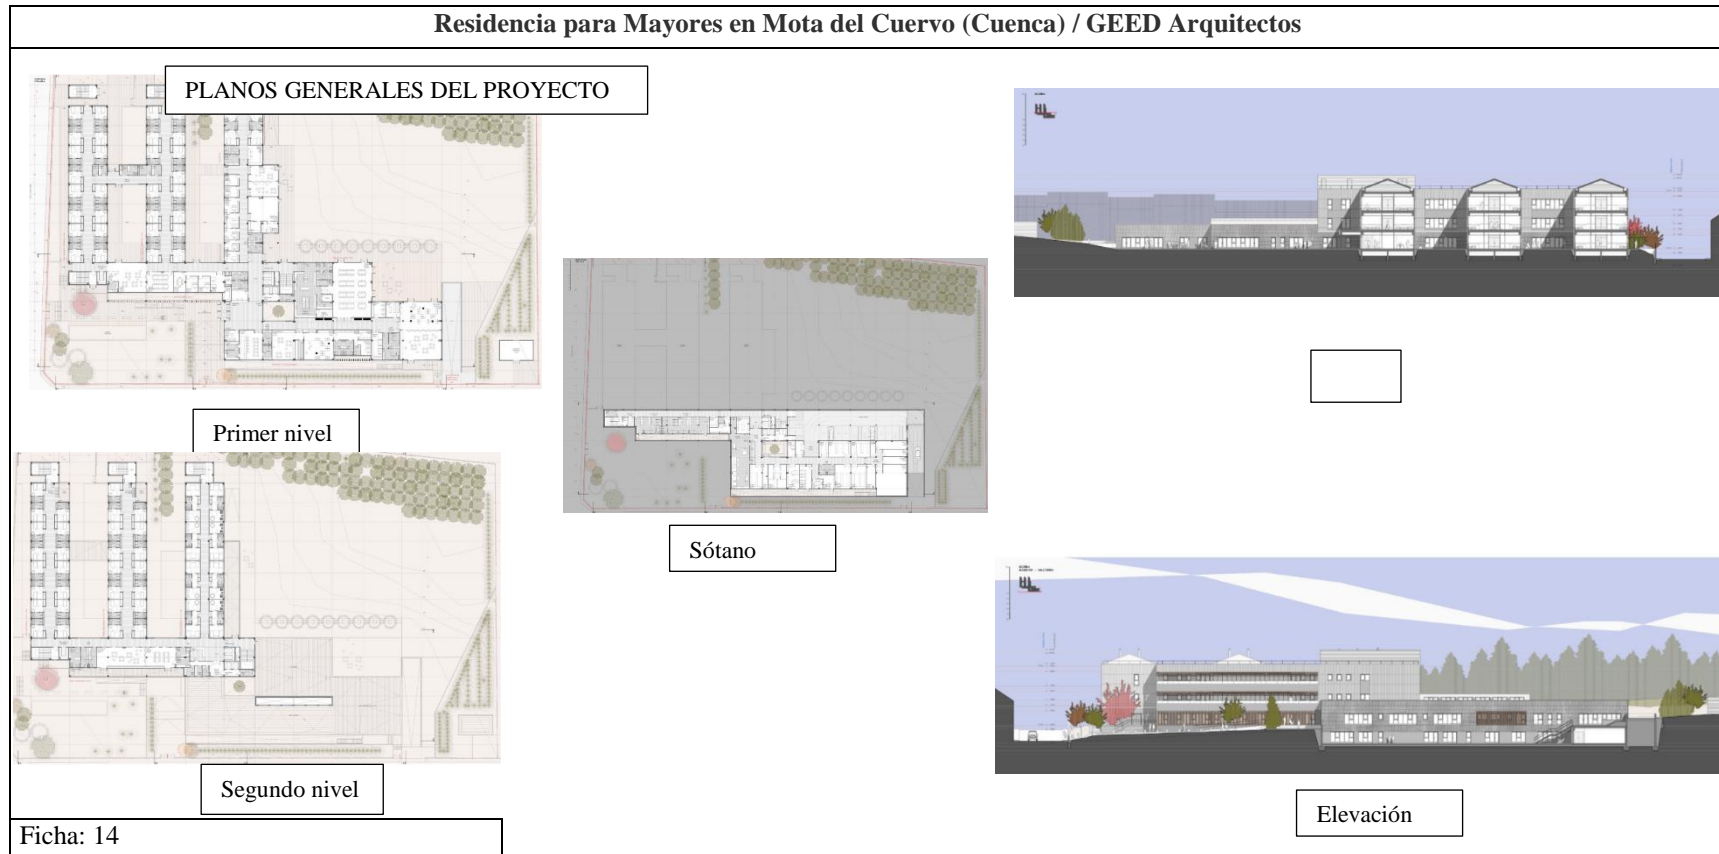 Residencia para Mayores en Mota del Cuervo (Cuenca) / GEED Arquitectos
PLANOS GENERALES DEL PROYECTO
Primer nivel
Sótano
Segundo nivel
Elevación
Ficha: 14